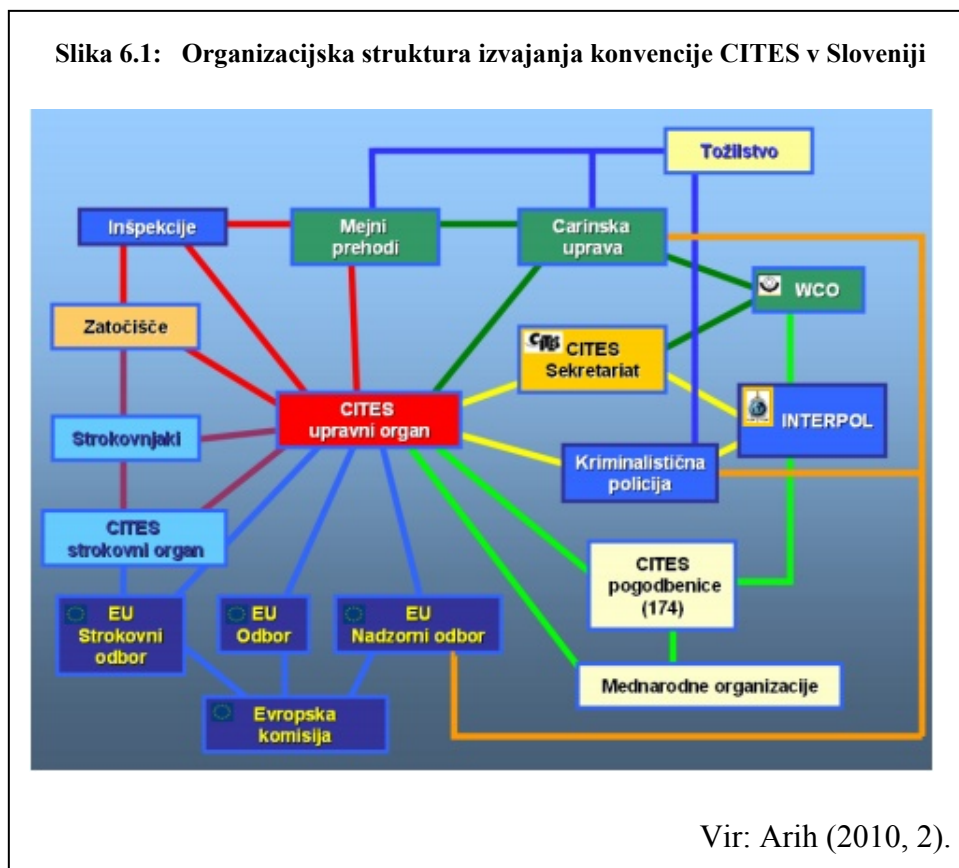 Slika 6.1: Organizacijska struktura izvajanja konvencije CITES v Sloveniji
Tožilstvo
Inšpekcije
Mejni
prehodi
Carinska
uprava
WCO
Zatočišče
CITES
CITES
Sekretariat
CITES
upravni organ
INTERPOL
Strokovnjaki
Kriminalistična
policija
CITES
strokovni organ
CITES
pogodbenice
(174)
EU
Strokovni
odbor
EU
Odbor
EU
Nadzorni odbor
Mednarodne organizacije
Evropska
komisija
Vir: Arih (2010, 2).